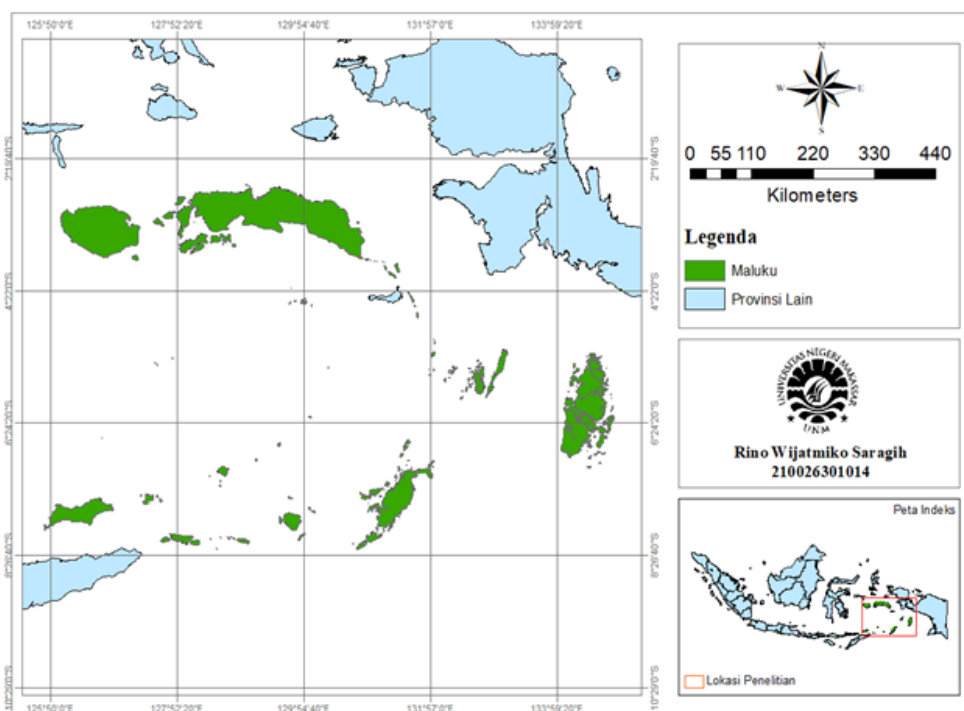 125°50'0"E 127°52'20"E 129°54'40"E 131°57'0"E 133°59'20"E
2°19'40"S 2°19'40"S
4°22'0"S 4°22'0"S
6°24'20"S 6°24'20"S
8°26'40"S 8°26'40"S
10°29'0"S 10°29'0"S
125°50'0"E 127°52'20"E 129°54'40"E 131°57'0"E 133°59'20"E
N
W E
S
0 55 110 220 330 440
Kilometers
Legenda
Maluku
Provinsi Lain
UNIVERSITAS NEGERI MAKASSAR
UNM
Rino Wijatmiko Saragih
210026301014
Peta Indeks
Lokasi Penelitian